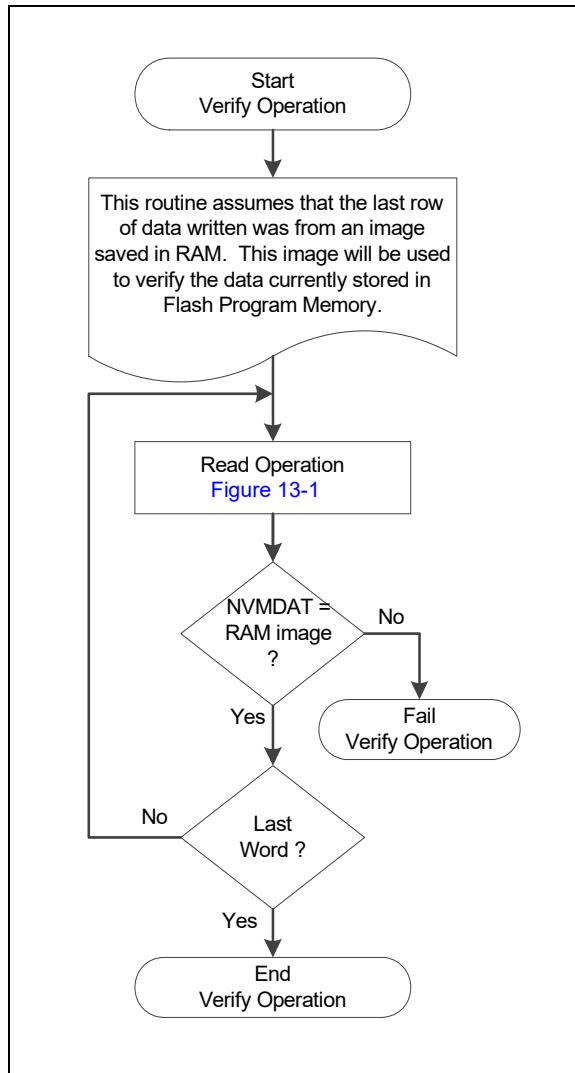 Start
Verify Operation
This routine assumes that the last row
of data written was from an image
saved in RAM.  This image will be used
to verify the data currently stored in
Flash Program Memory.
Read Operation
Figure 13-1
NVMDAT =
RAM image
?
No
Yes
Fail
Verify Operation
No
Last
Word ?
Yes
End
Verify Operation